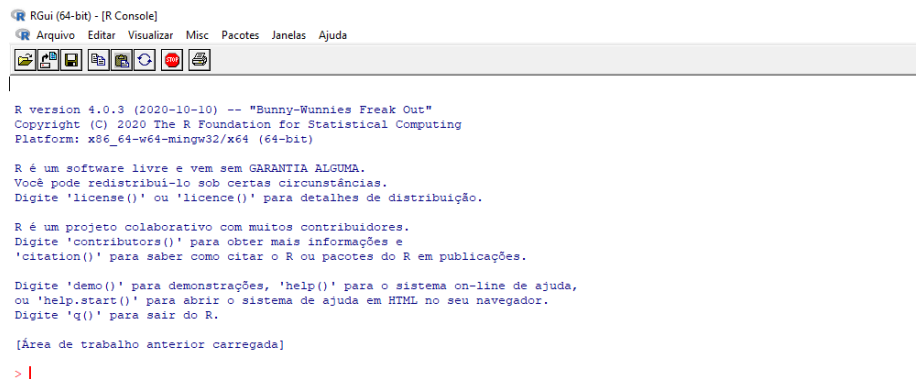 RGui (64-bit) - [R Console]
Arquivo Editar Visualizar Misc Pacotes Janelas Ajuda
STOP
R version 4.0.3 (2020-10-10) -- "Bunny-Wunnies Freak Out"
Copyright (C) 2020 The R Foundation for Statistical Computing
Platform: x86_64-w64-mingw32/x64 (64-bit)
R é um software livre e vem sem GARANTIA ALGUMA.
Você pode redistribuí-lo sob certas circunstâncias.
Digite 'license()' ou 'licence()' para detalhes de distribuição.
R é um projeto colaborativo com muitos contribuidores.
Digite 'contributors()' para obter mais informações e
'citation()' para saber como citar o R ou pacotes do R em publicações.
Digite 'demo()' para demonstrações, 'help()' para o sistema on-line de ajuda,
ou 'help.start()' para abrir o sistema de ajuda em HTML no seu navegador.
Digite 'q()' para sair do R.
[Área de trabalho anterior carregada]
>